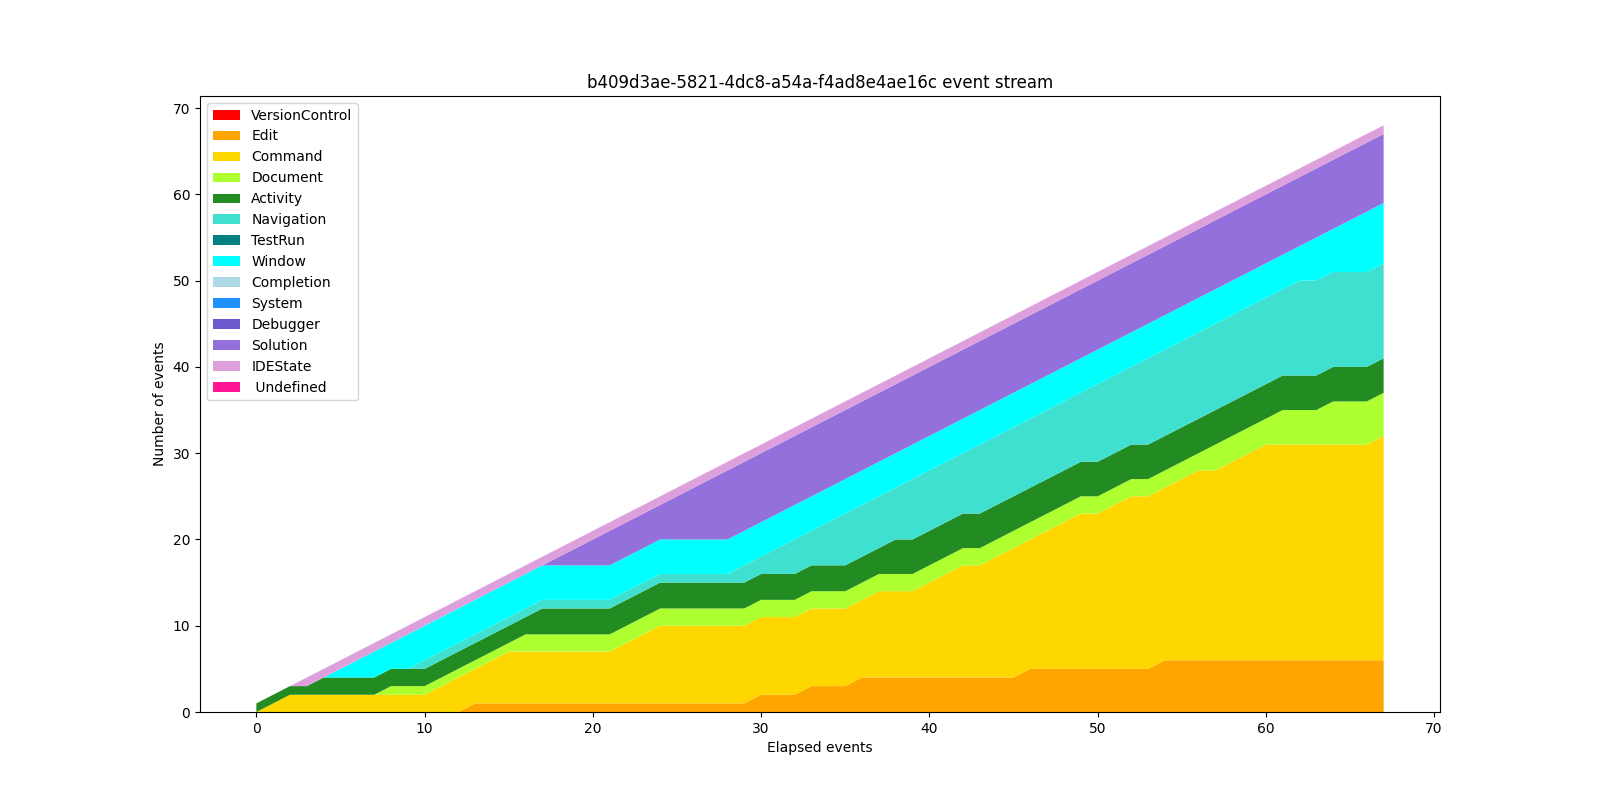 b409d3ae-5821-4dc8-a54a-f4ad8e4ae16c event stream
70
60
50
40
30
20
10
0
Number of events
VersionControl
Edit
Command
Document
Activity
Navigation
TestRun
Window
Completion
System
Debugger
Solution
IDEState
Undefined
0 10 20 30 40 50 60 70
Elapsed events